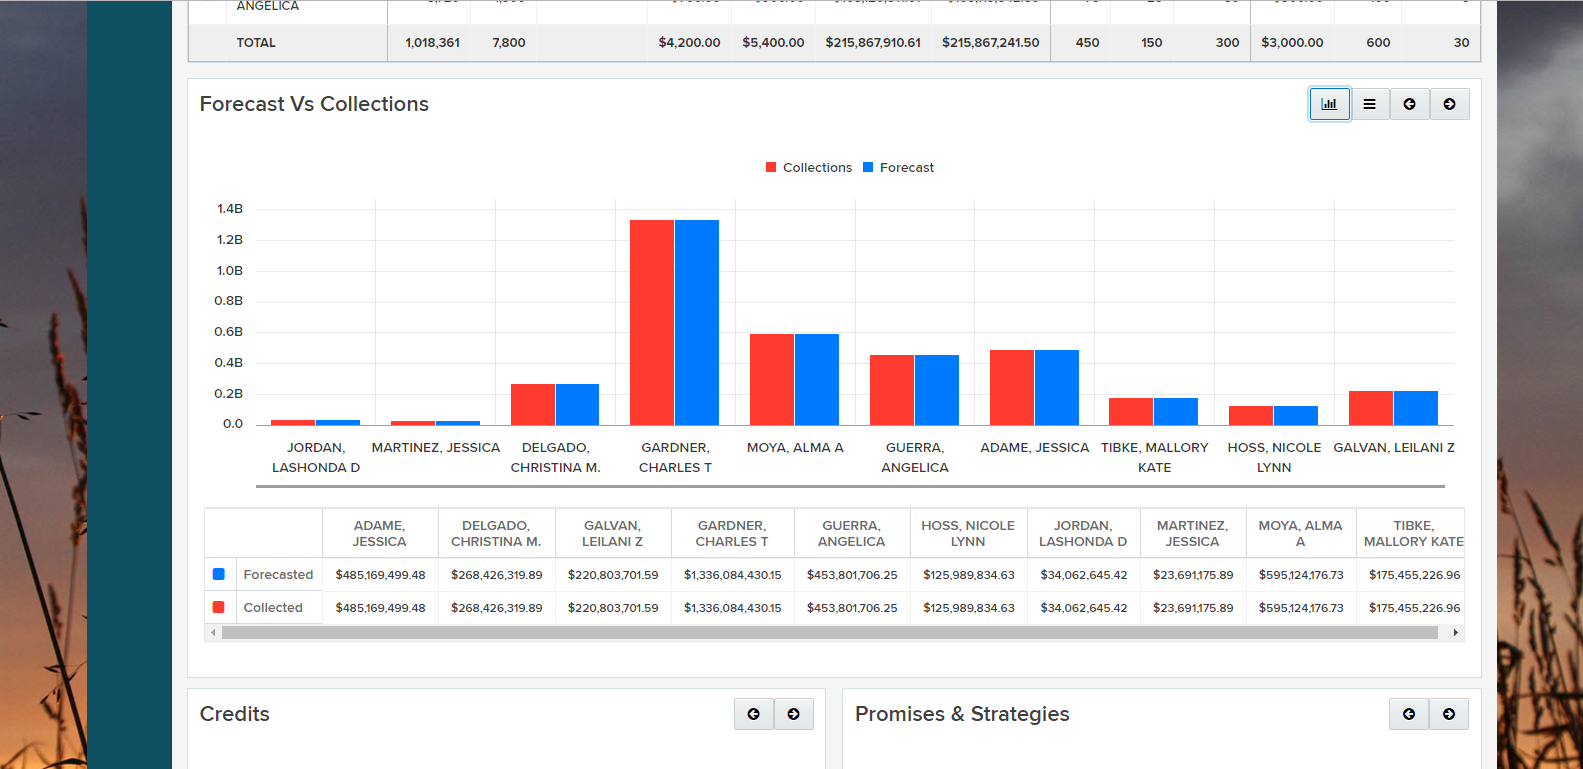 ANGELICA
TOTAL 1,018,361 7,800 $4,200.00 $5,400.00 $215,867,910.61 $215,867,241.50 450 150 300 $3,000.00 600 30
Forecast Vs Collections
Collections Forecast
1.4B
1.2B
1.0B
0.8B
0.6B
0.4B
0.2B
0.0
JORDAN, MARTINEZ, JESSICA DELGADO, GARDNER, MOYA, ALMA A GUERRA, ADAME, JESSICA TIBKE, MALLORY HOSS, NICOLE GALVAN, LEILANI Z
LASHONDA D CHRISTINA M. CHARLES T ANGELICA KATE LYNN
ADAME, DELGADO, GALVAN, GARDNER, GUERRA, HOSS, NICOLE JORDAN, MARTINEZ, MOYA, ALMA TIBKE,
JESSICA CHRISTINA M. LEILANI Z CHARLES T ANGELICA LYNN LASHONDA D JESSICA A MALLORY KATE
Forecasted $485,169,499.48 $268,426,319.89 $220,803,701.59 $1,336,084,430.15 $453,801,706.25 $125,989,834.63 $34,062,645.42 $23,691,175.89 $595,124,176.73 $175,455,226.96
Collected $485,169,499.48 $268,426,319.89 $220,803,701.59 $1,336,084,430.15 $453,801,706.25 $125,989,834.63 $34,062,645.42 $23,691,175.89 $595,124,176.73 $175,455,226.96
Credits
Promises & Strategies